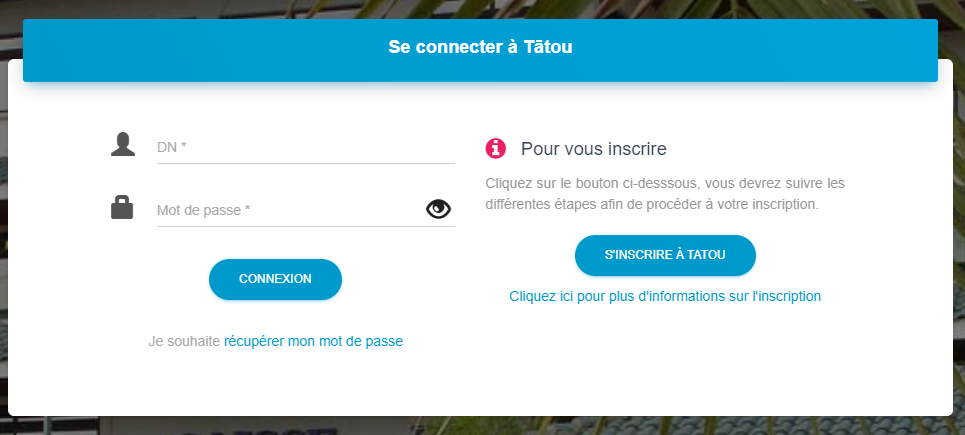 Se connecter à Tātou
DN *
Mot de passe *
CONNEXION
Je souhaite récupérer mon mot de passe
Pour vous inscrire
Cliquez sur le bouton ci-desssous, vous devrez suivre les
différentes étapes afin de procéder à votre inscription.
S'INSCRIRE À TATOU
Cliquez ici pour plus d'informations sur l'inscription